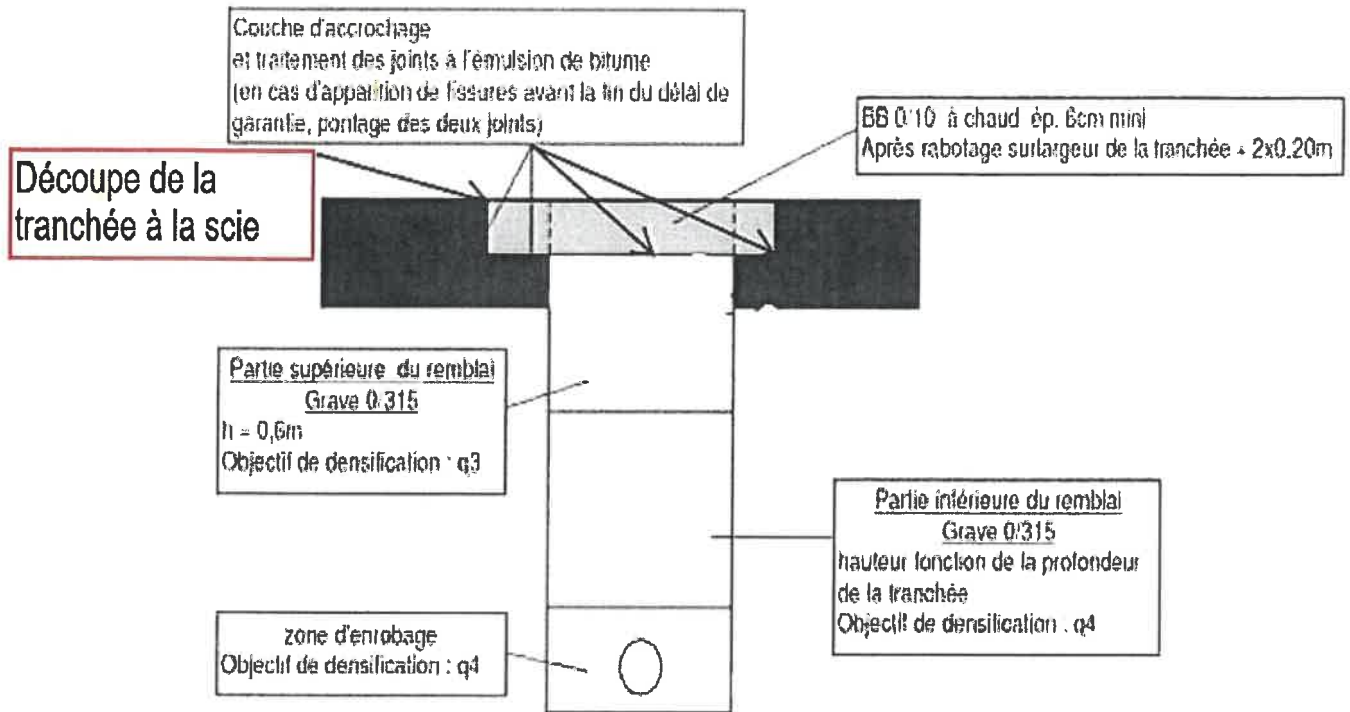 Couche d'accrochage
et traitement des joints à l'émulsion de bitume
(en cas d'apparition de fissures avant la fin du délai de
garantie, pontage des deux joints)
BB 0/10 à chaud ép. 6cm mini
Après rabotage surlargeur de la tranchée + 2x0.20m
Découpe de la
tranchée à la scie
Partie supérieure du remblai
Grave 0/315
h = 0,6m
Objectif de densification : q3
Partie inférieure du remblai
Grave 0/315
hauteur fonction de la profondeur
de la tranchée
Objectif de densification : q4
zone d'enrobage
Objectif de densification : q4